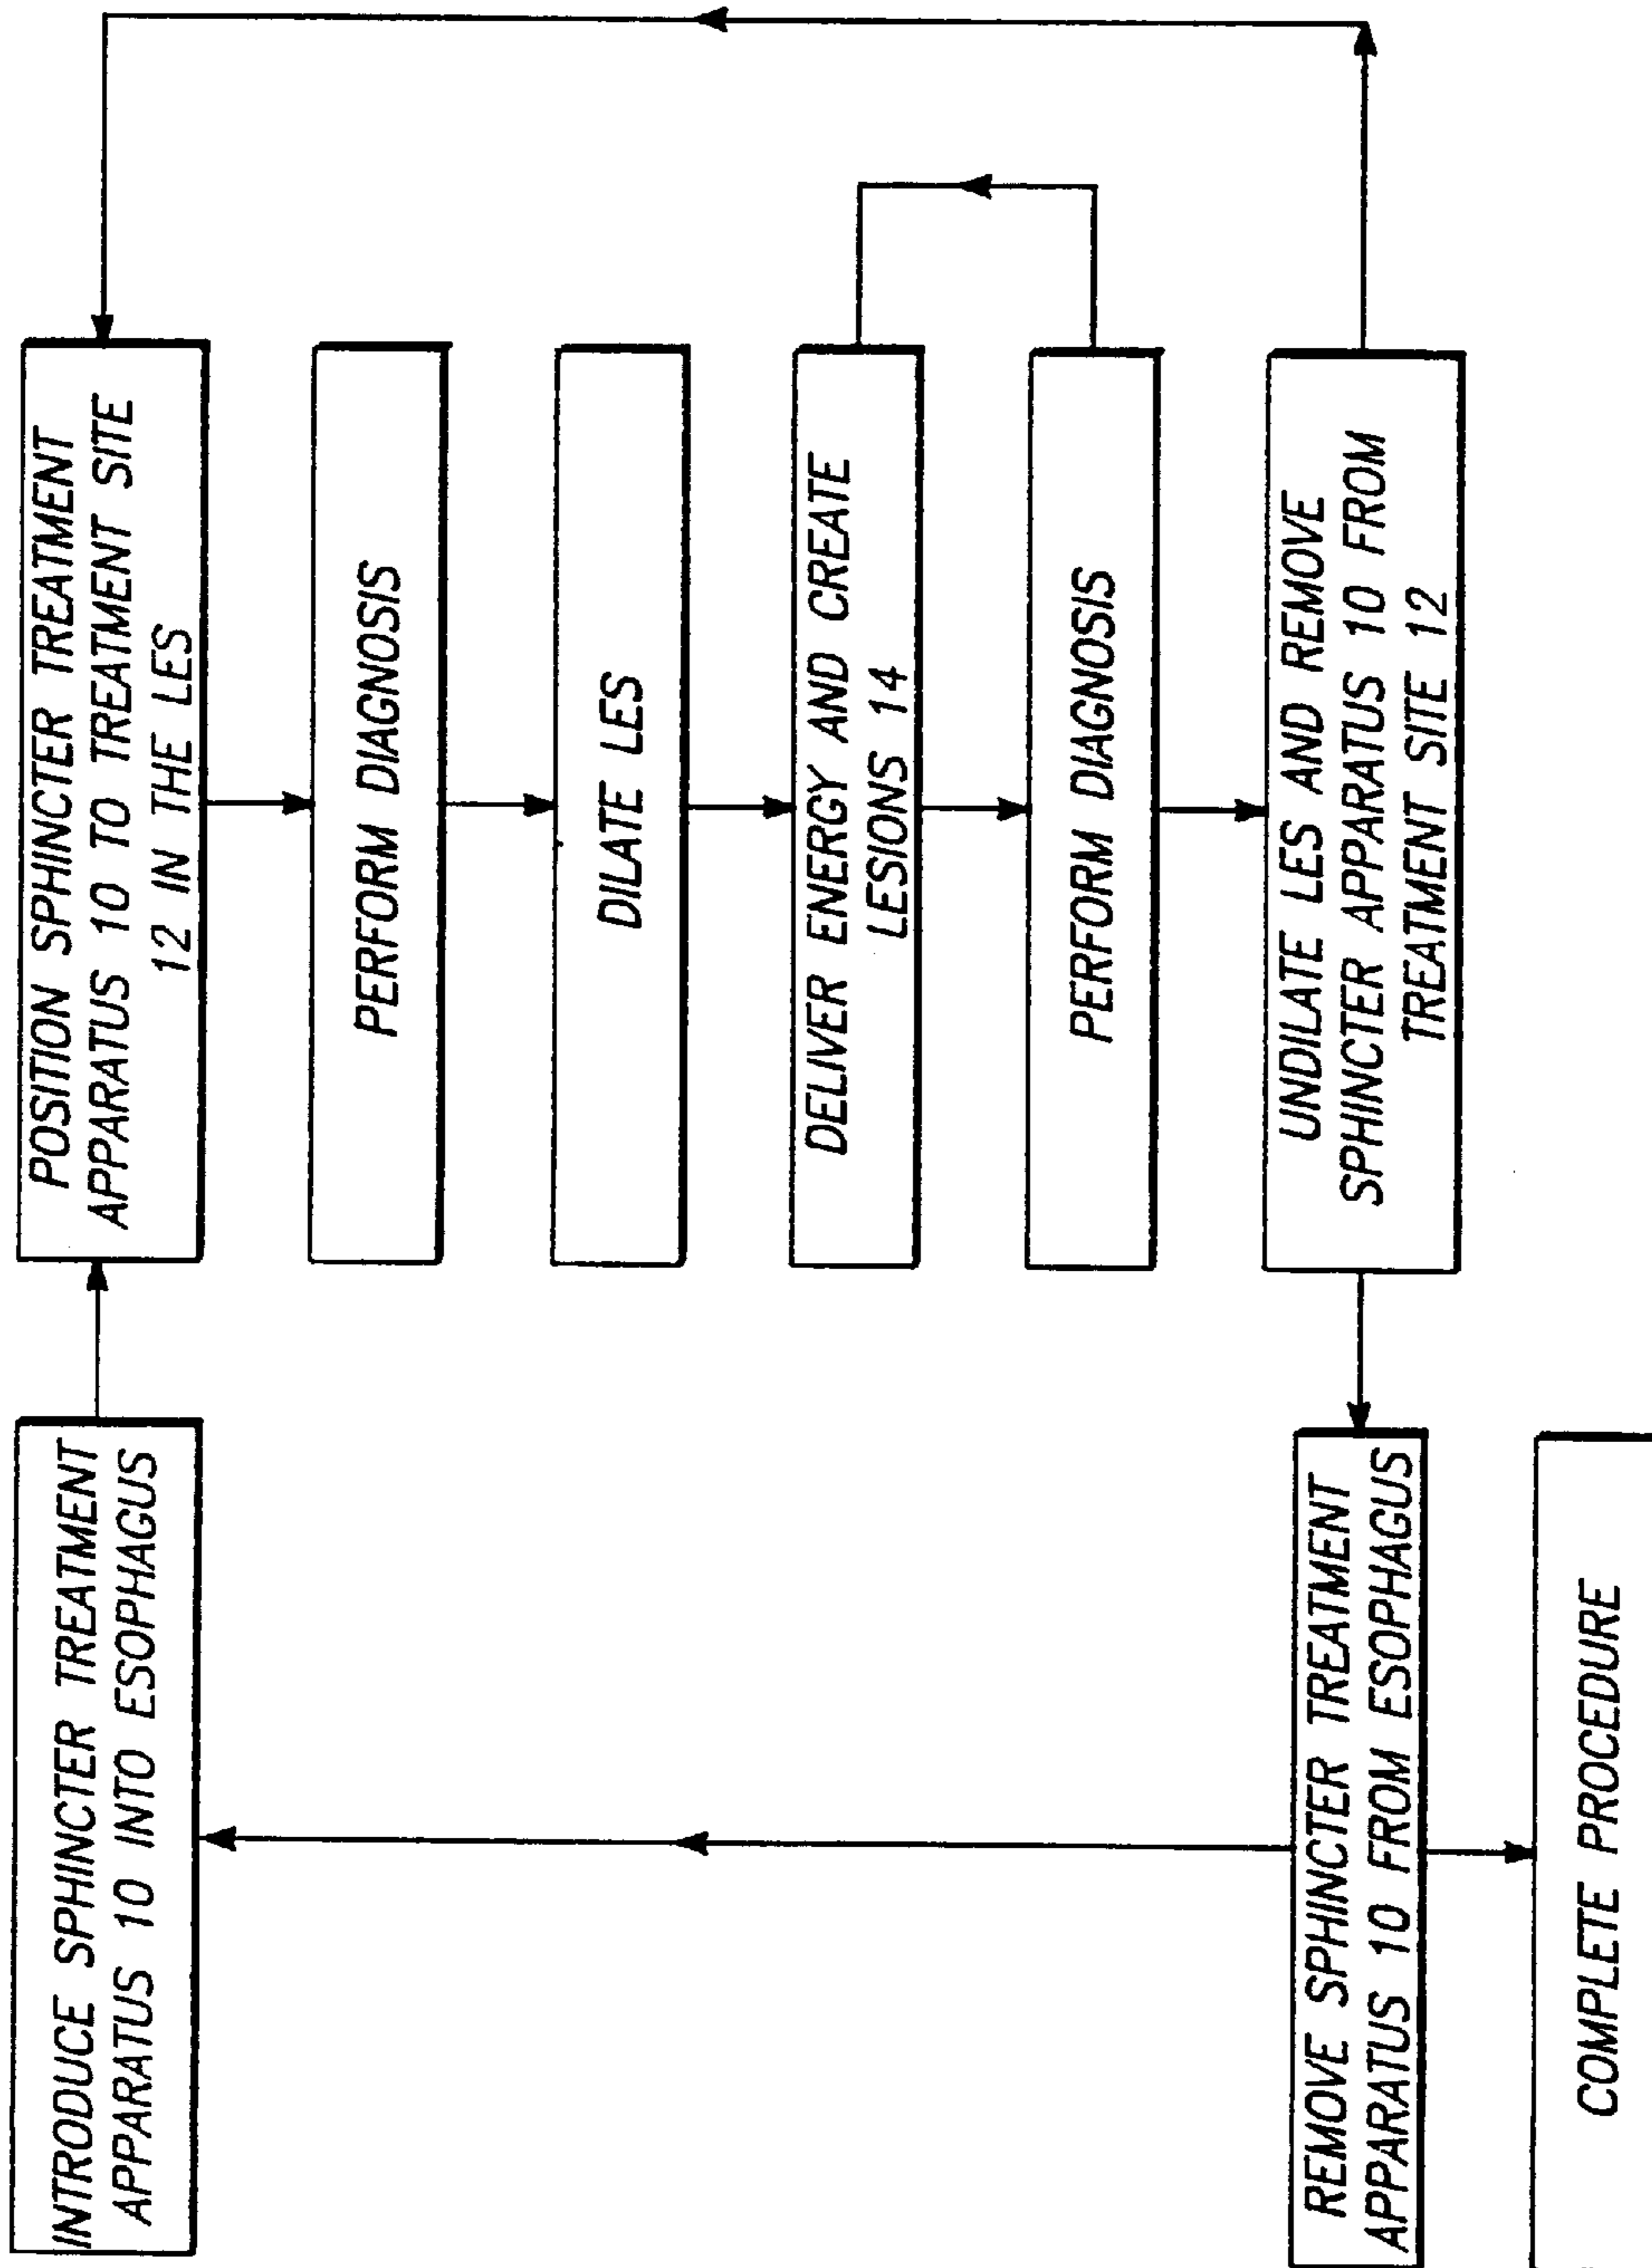 INTRODUCE SPHINCTER TREATMENT
APPARATUS 10 INTO ESOPHAGUS
POSITION SPHINCTER TREATMENT
APPARATUS 10 TO TREATMENT SITE
12 IN THE LES
PERFORM DIAGNOSIS
DILATE LES
DELIVER ENERGY AND CREATE
LESIONS 14
PERFORM DIAGNOSIS
UNDILATE LES AND REMOVE
SPHINCTER APPARATUS 10 FROM
TREATMENT SITE 12
REMOVE SPHINCTER TREATMENT
APPARATUS 10 FROM ESOPHAGUS
COMPLETE PROCEDURE